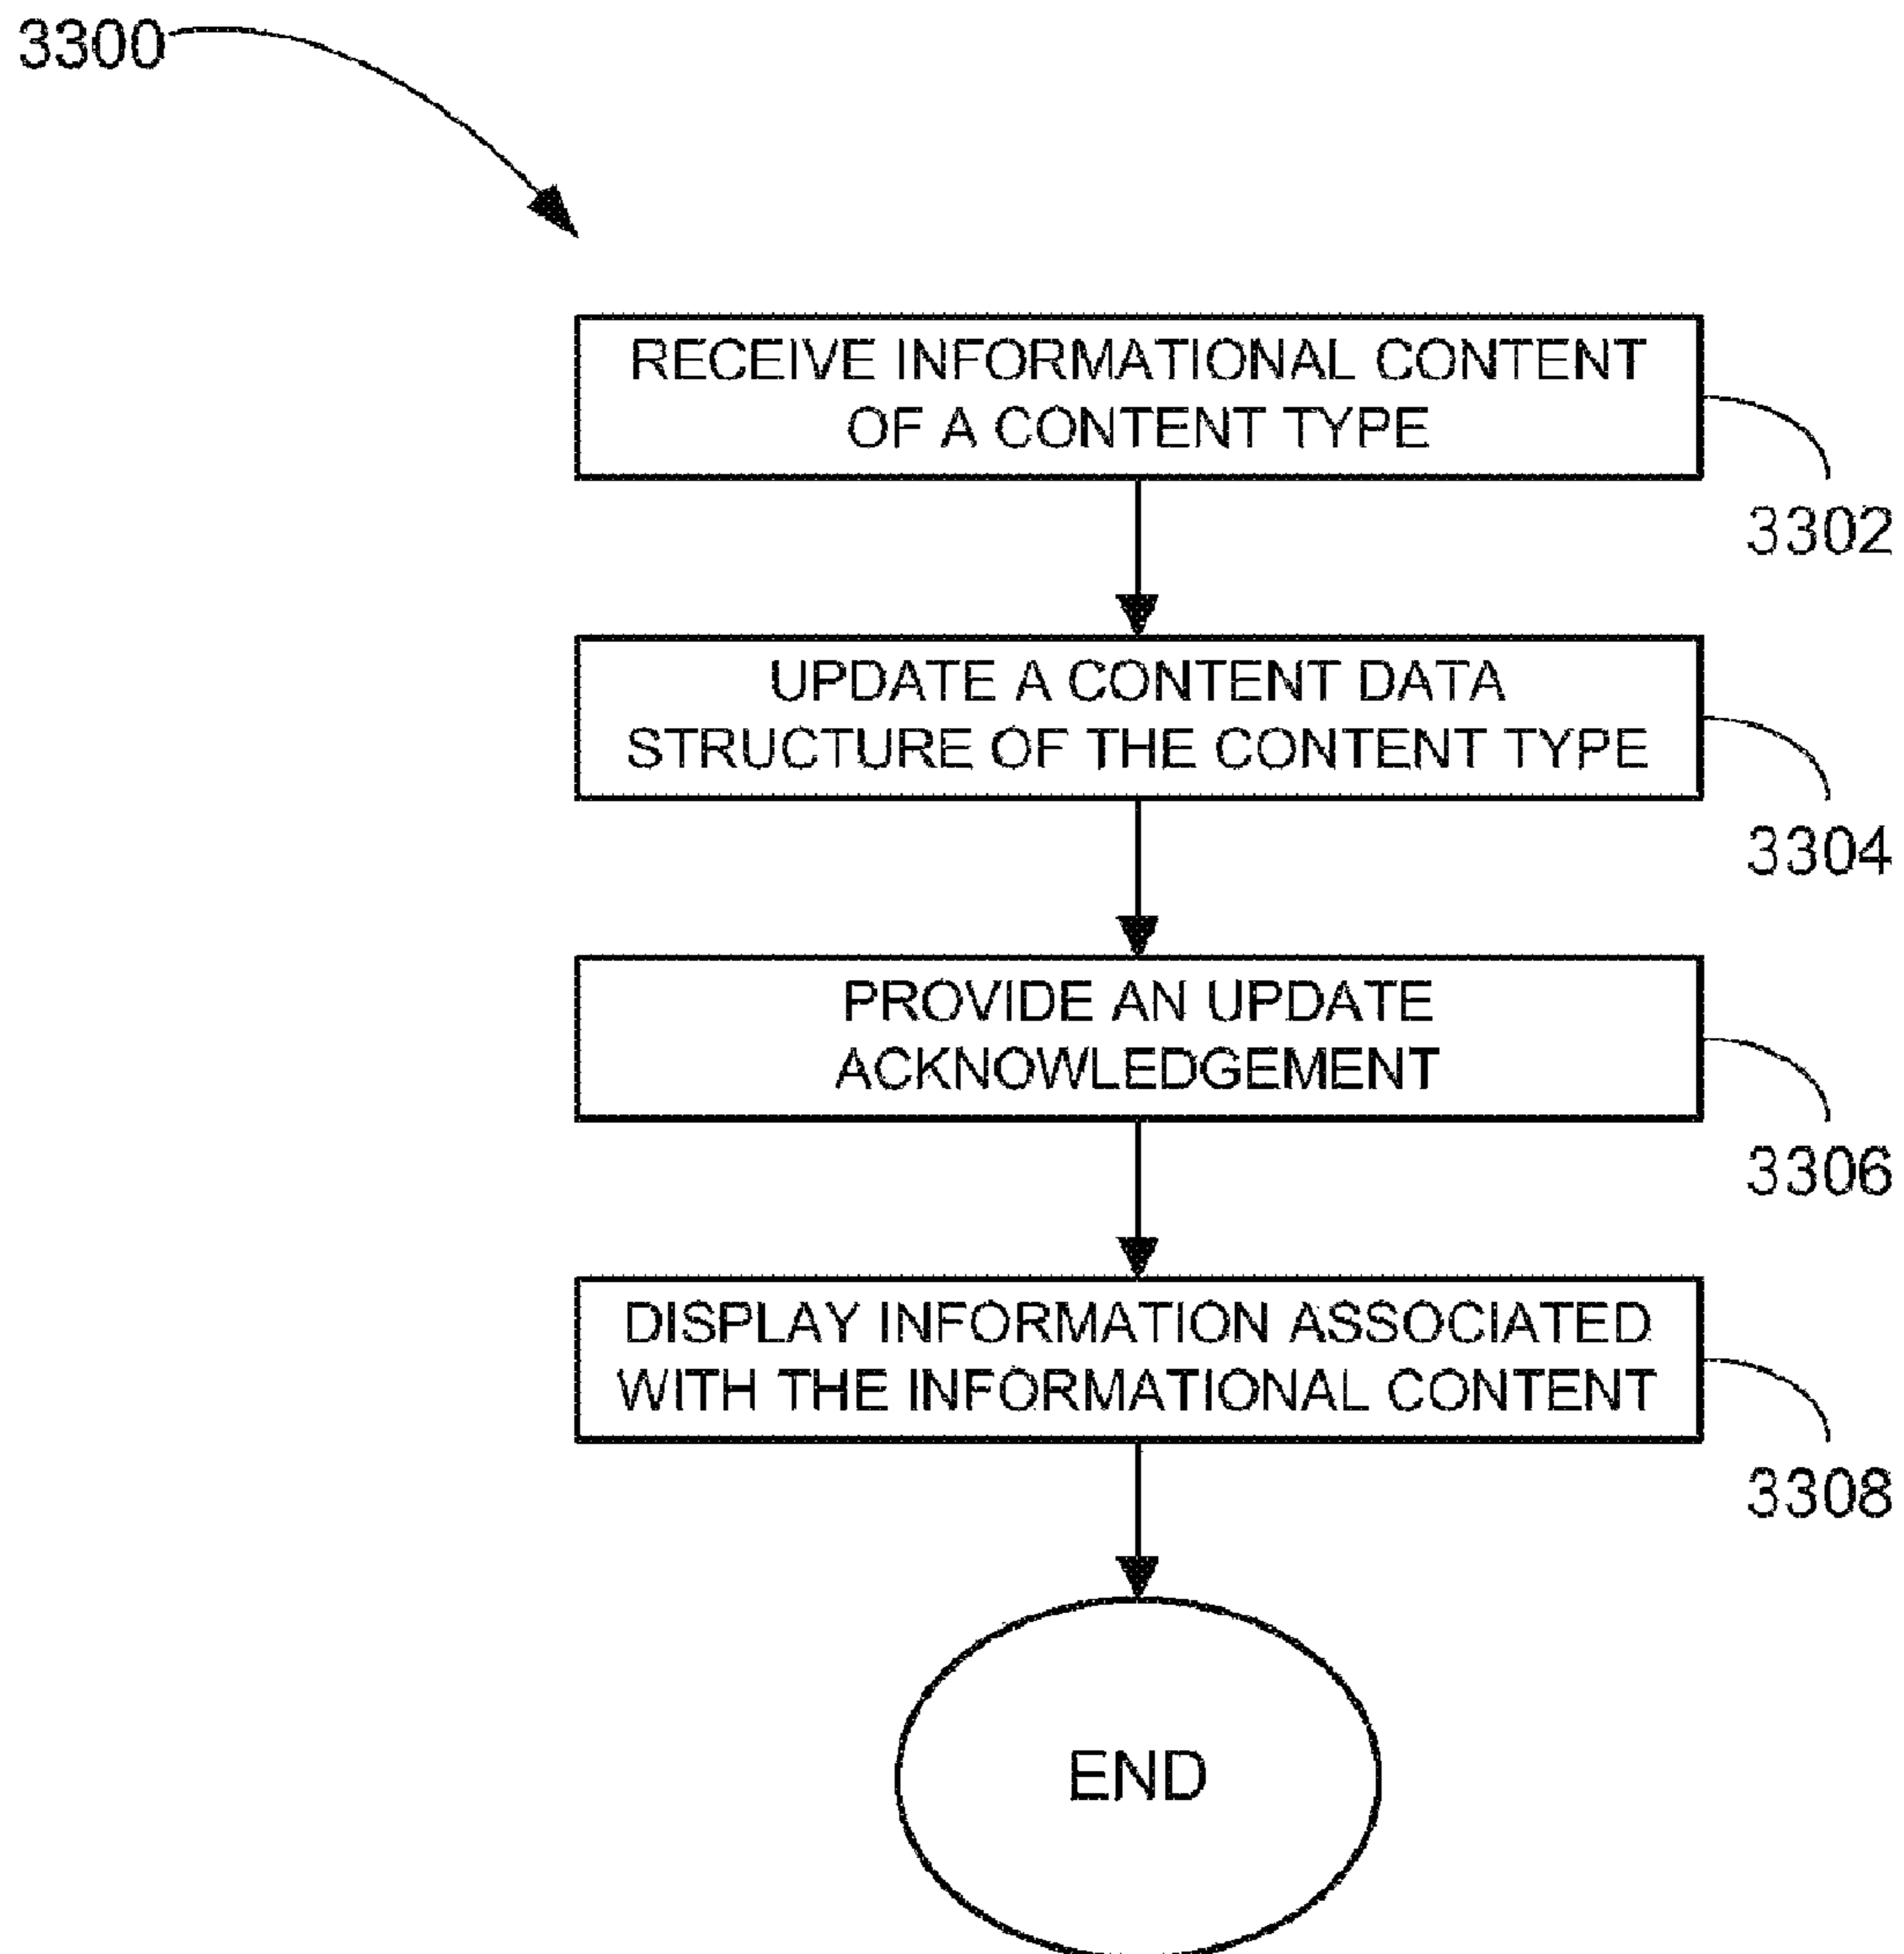 3300
RECEIVE INFORMATIONAL CONTENT
OF A CONTENT TYPE
3302
UPDATE A CONTENT DATA
STRUCTURE OF THE CONTENT TYPE
3304
PROVIDE AN UPDATE
ACKNOWLEDGEMENT
3306
DISPLAY INFORMATION ASSOCIATED
WITH THE INFORMATIONAL CONTENT
3308
END